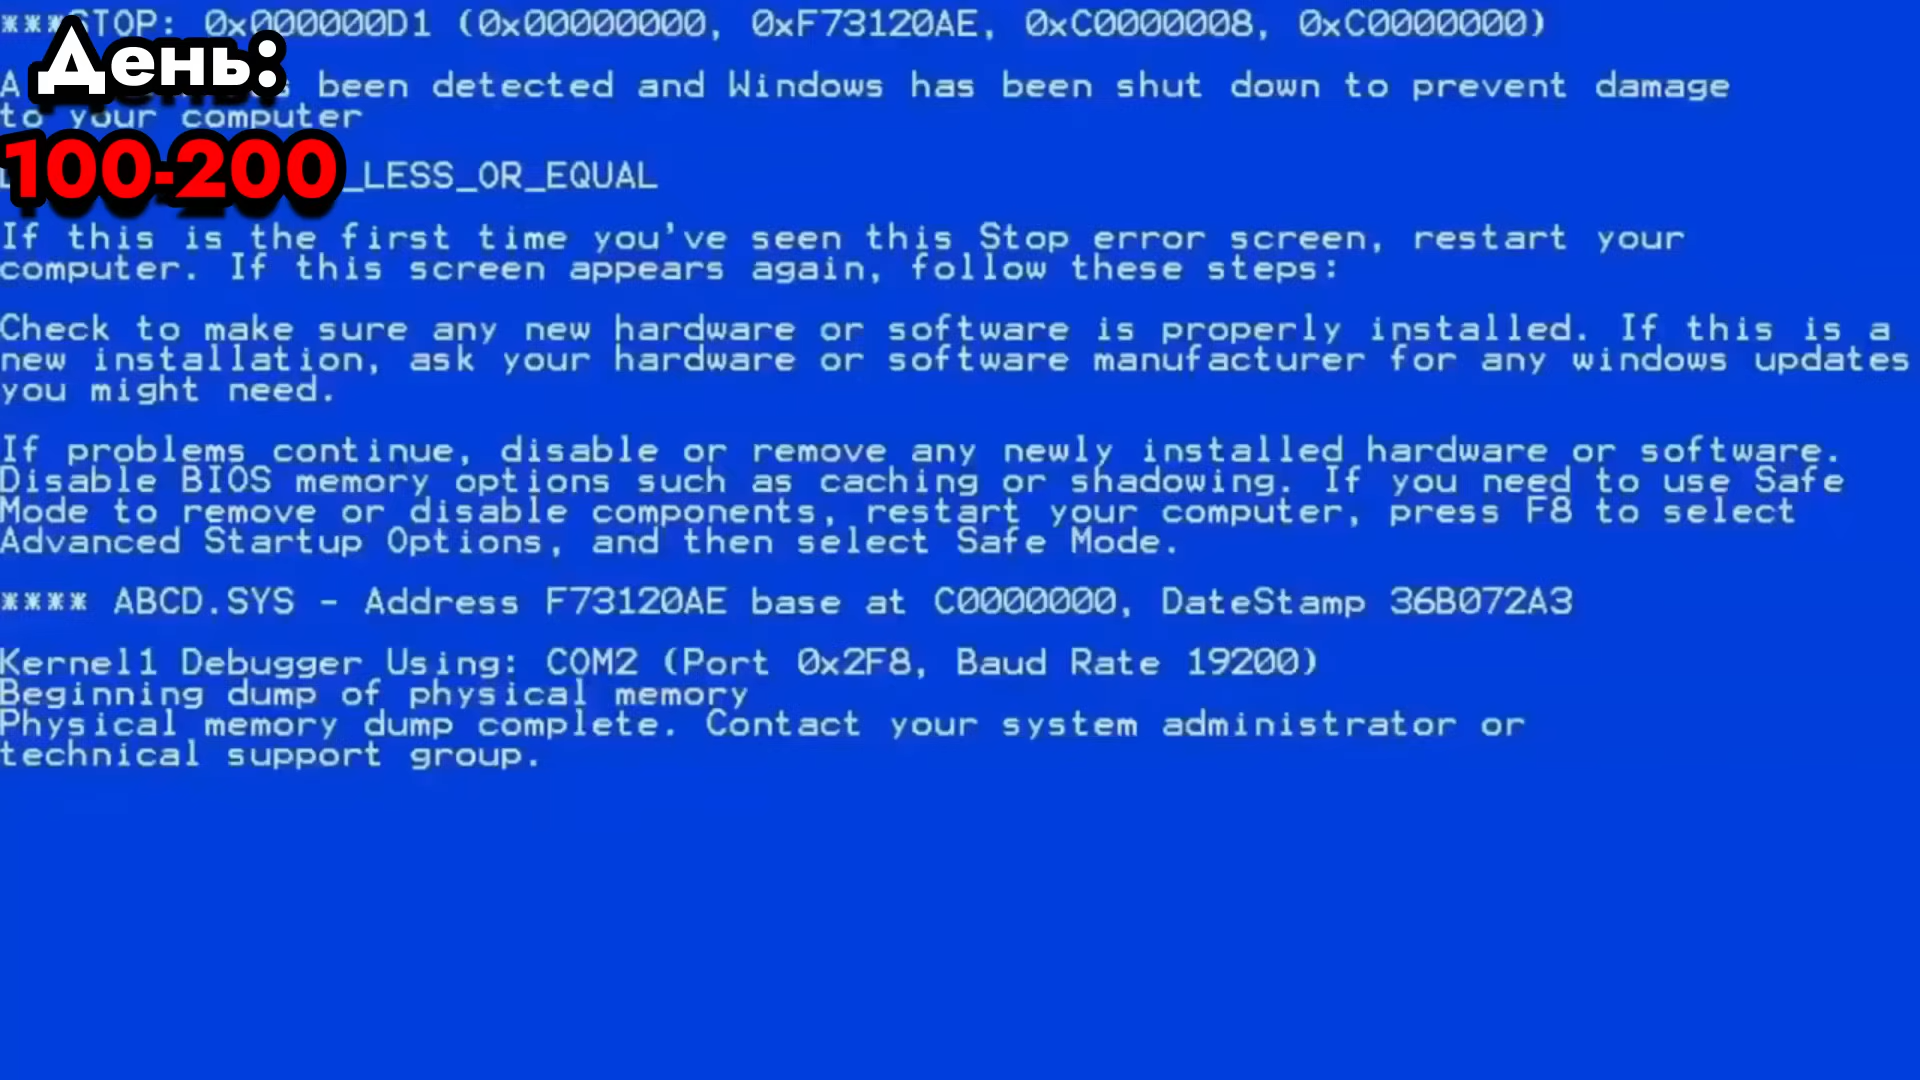 ***STOP: 0x000000D1 (0x00000000, 0xF73120AE, 0xC0000008, 0xC0000000)
День:
A been detected and Windows has been shut down to prevent damage
to your computer
100-200
_LESS_OR_EQUAL
If this is the first time you've seen this Stop error screen, restart your
computer. If this screen appears again, follow these steps:
Check to make sure any new hardware or software is properly installed. If this is a
new installation, ask your hardware or software manufacturer for any windows updates
you might need.
If problems continue, disable or remove any newly installed hardware or software.
Disable BIOS memory options such as caching or shadowing. If you need to use Safe
Mode to remove or disable components, restart your computer, press F8 to select
Advanced Startup Options, and then select Safe Mode.
**** ABCD.SYS - Address F73120AE base at C0000000, DateStamp 36B072A3
Kernel1 Debugger Using: COM2 (Port 0x2F8, Baud Rate 19200)
Beginning dump of physical memory
Physical memory dump complete. Contact your system administrator or
technical support group.